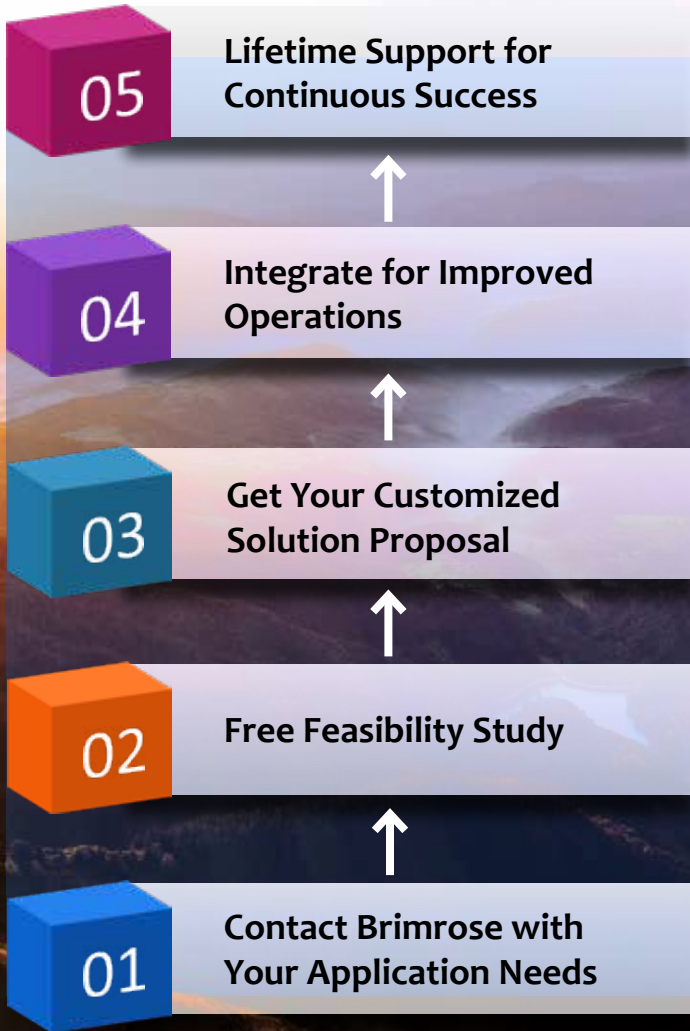 05
Lifetime Support for
Continuous Success
04
Integrate for Improved
Operations
03
Get Your Customized
Solution Proposal
02
Free Feasibility Study
01
Contact Brimrose with
Your Application Needs